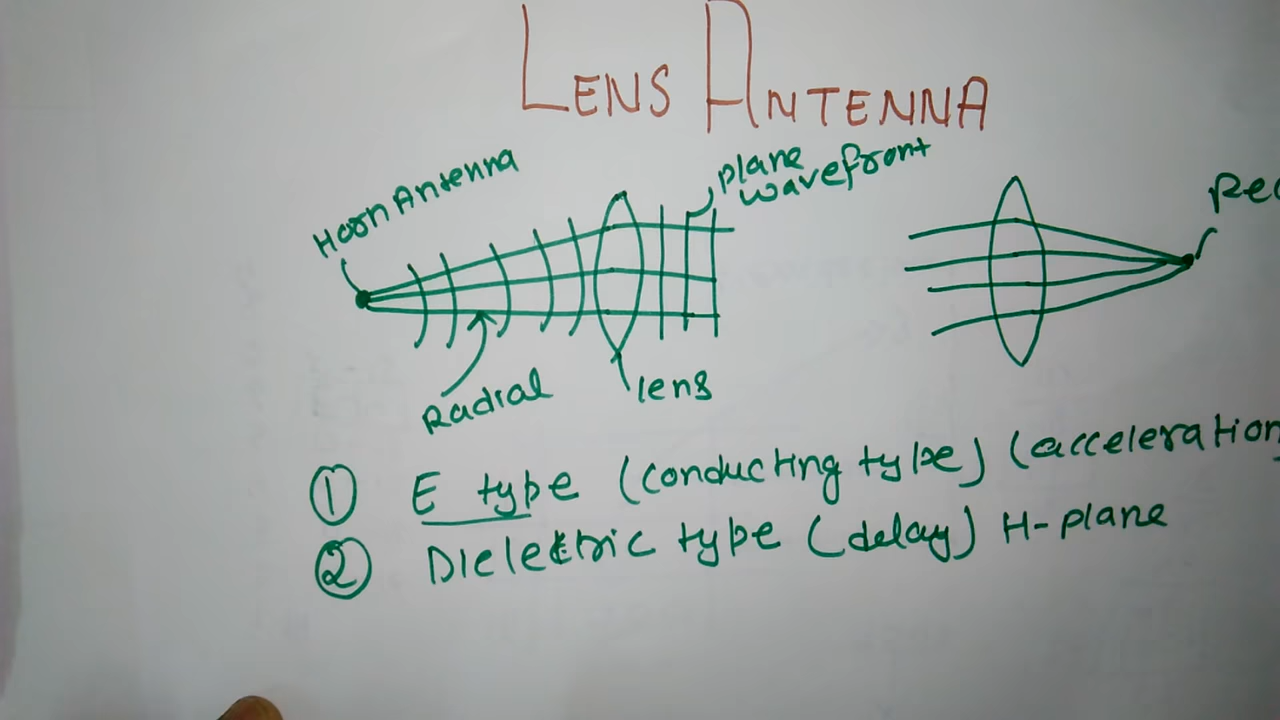 LENS ANTENNA
Horn Antenna
plane
wavefront
Radial
lens
① E type (conducting type) (acceleration
② Dielectric type (delay) H-plane